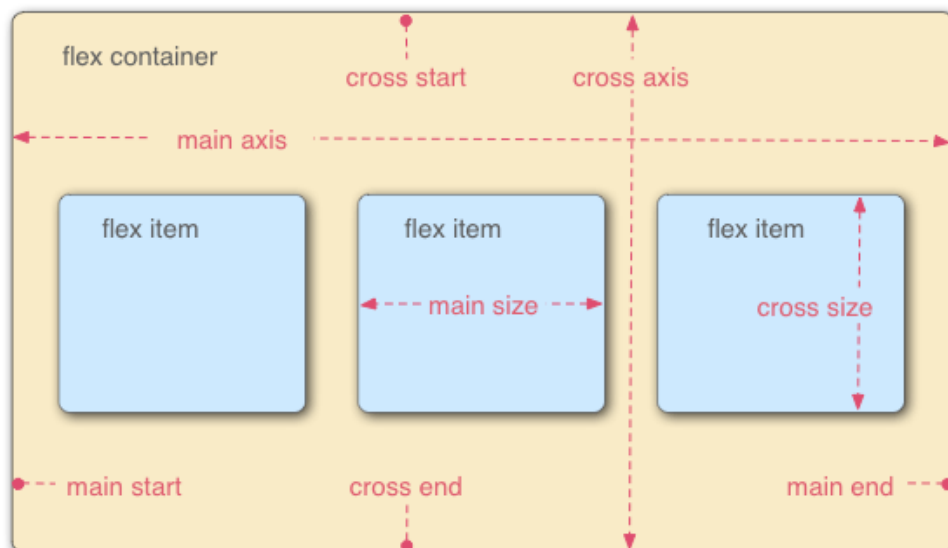 flex container
cross start
cross axis
main axis
flex item
flex item
flex item
main size
cross size
main start
cross end
main end